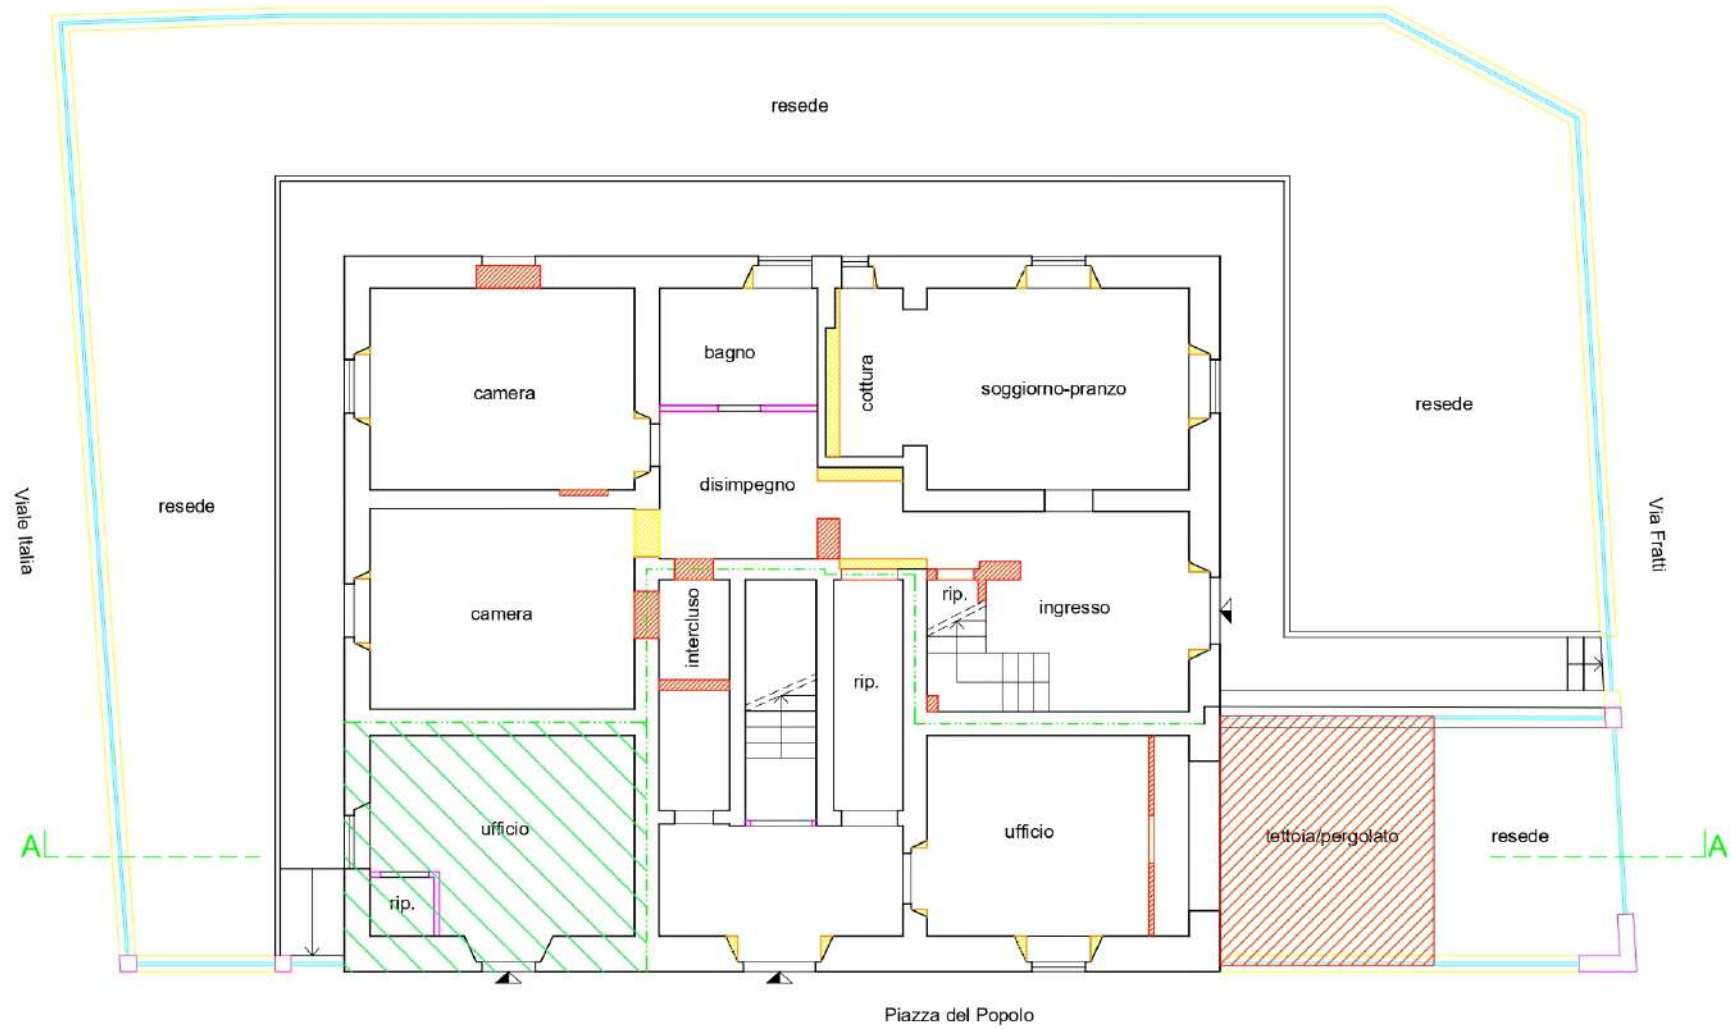 resede
bagno
cottura
soggiorno-pranzo
camera
resede
disimpegno
Viale Italia
resede
Via Fratti
camera
intercluso
rip.
ingresso
rip.
ufficio
ufficio
tettoia/pergolato
resede
A
A
rip.
Piazza del Popolo